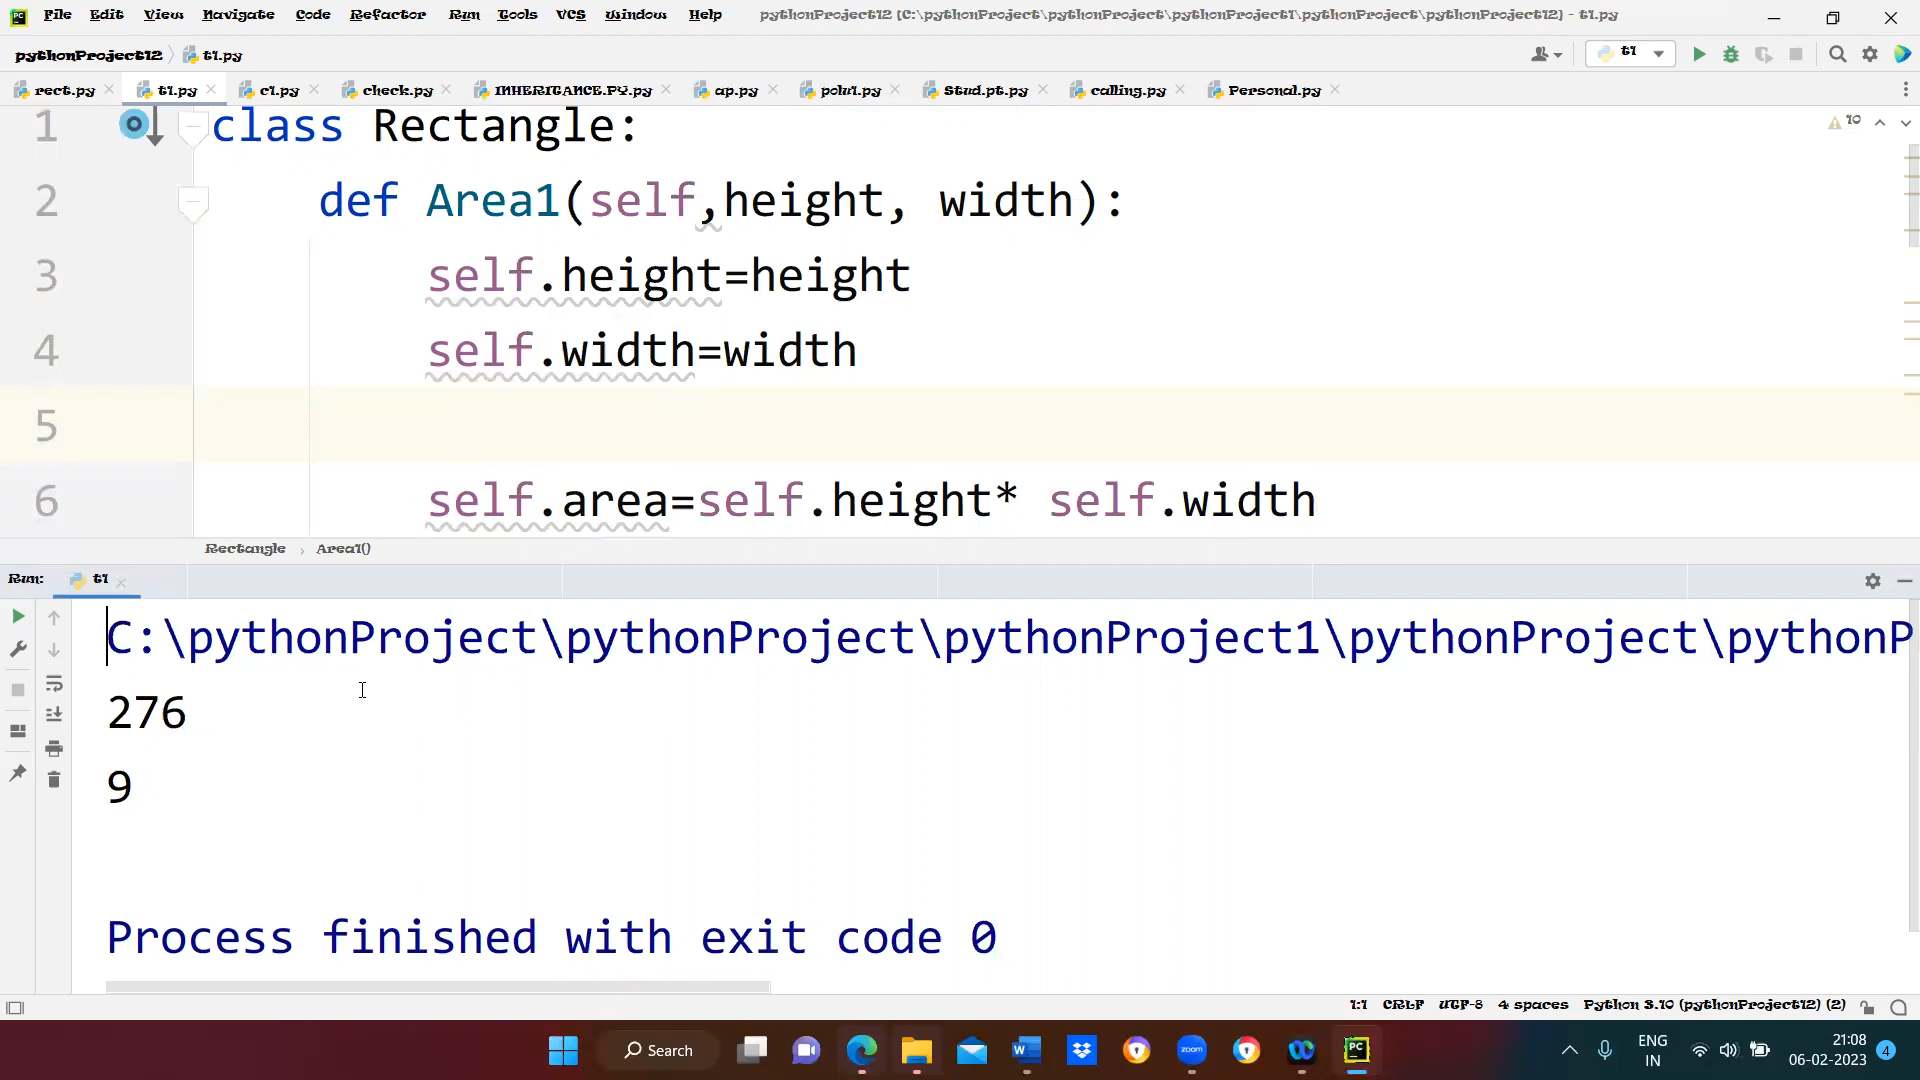 PC File Edit View Navigate Code Refactor Run Tools VCS Window Help pythonProject12 [C:\pythonProject\pythonProject\pythonProject1\pythonProject\pythonProject12] - t1.py
pythonProject12 t1.py t1
rect.py t1.py c1.py check.py INHERITANCE.PY.py ap.py polu1.py Stud.pt.py calling.py Personal.py
1 class Rectangle: 10
2 def Area1(self,height, width):
3 self.height=height
4 self.width=width
5
6 self.area=self.height* self.width
Rectangle › Area1()
Run: t1
C:\pythonProject\pythonProject\pythonProject1\pythonProject\pythonP
276
9
Process finished with exit code 0
1:1 CRLF UTF-8 4 spaces Python 3.10 (pythonProject12) (2)
Search W zoom PC ENG 21:08
IN 06-02-2023 4